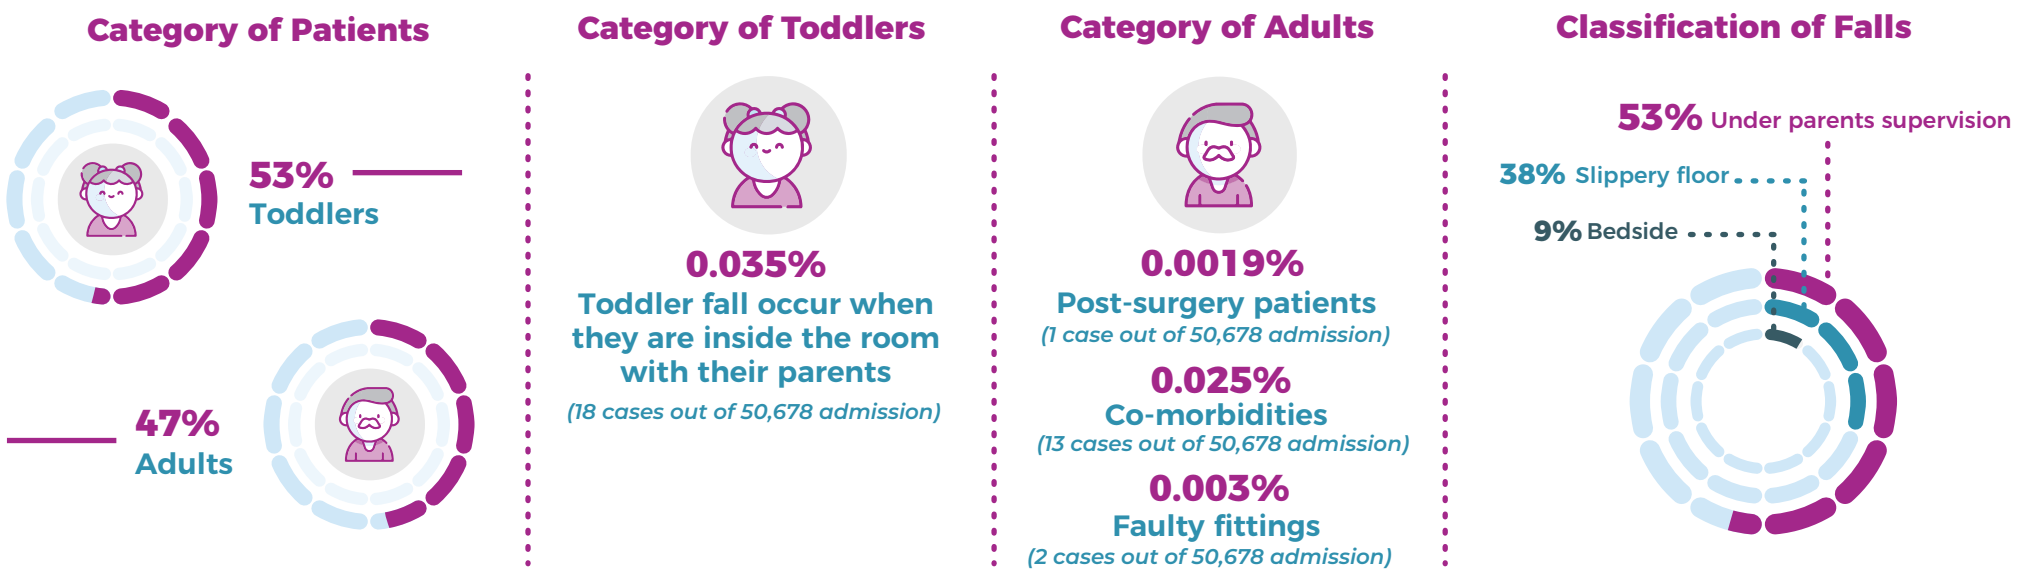 Category of Patients
53%
Toddlers
47%
Adults
Category of Toddlers
0.035%
Toddler fall occur when
they are inside the room
with their parents
(18 cases out of 50,678 admission)
Category of Adults
0.0019%
Post-surgery patients
(1 case out of 50,678 admission)
0.025%
Co-morbidities
(13 cases out of 50,678 admission)
0.003%
Faulty fittings
(2 cases out of 50,678 admission)
Classification of Falls
53% Under parents supervision
38% Slippery floor
9% Bedside